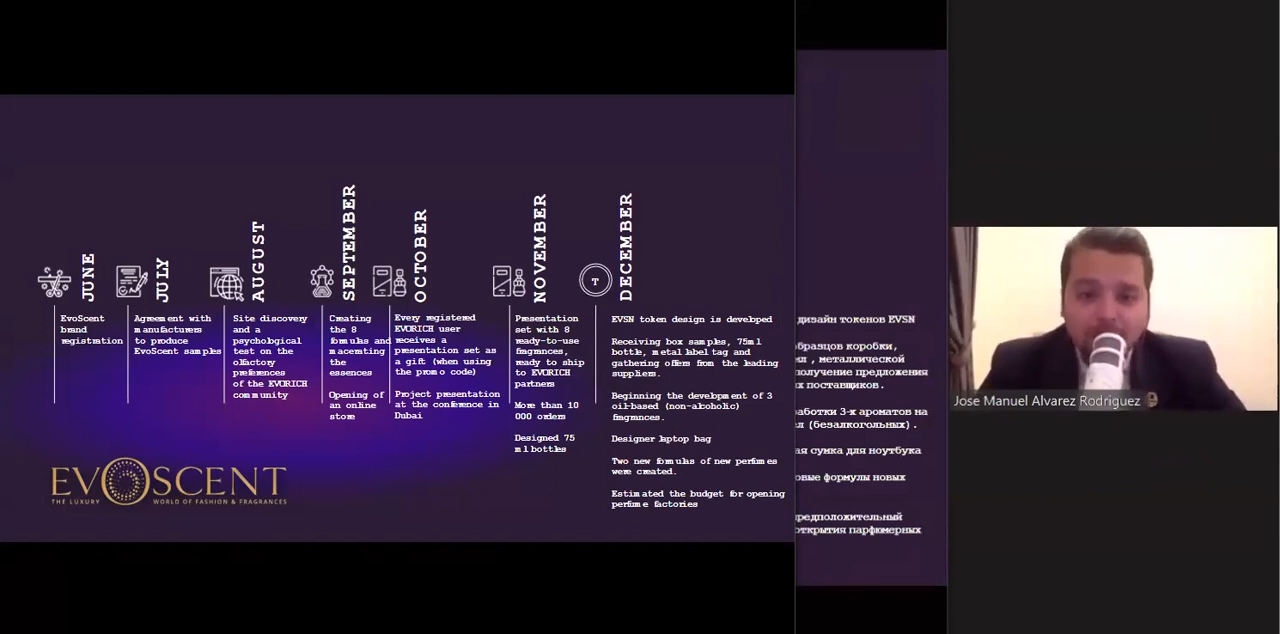 JUNE
EvoScent
brand
registration
JULY
Agreement with
manufacturers
to produce
EvoScent samples
AUGUST
Site discovery
and a
psychological
test on the
olfactory
preferences
of the EVORICH
community
SEPTEMBER
Creating
the 8
formulas and
macerating
the
essences
Opening of
an online
store
OCTOBER
Every registered
EVORICH user
receives a
presentation set as
a gift (when using
the promo code)
Project presentation
at the conference in
Dubai
NOVEMBER
Presentation
set with 8
ready-to-use
fragrances,
ready to ship
to EVORICH
partners
More than 10
000 orders
Designed 75
ml bottles
T
DECEMBER
EVSN token design is developed
Receiving box samples, 75ml
bottle, metal label tag and
gathering offers from the leading
suppliers.
Beginning the development of 3
oil-based (non-alcoholic)
fragrances.
Designer laptop bag
Two new formulas of new perfumes
were created.
Estimated the budget for opening
perfume factories
EVOSCENT
THE LUXURY WORLD OF FASHION & FRAGRANCES
дизайн токенов EVSN
образцов коробки,
, металлической
получение предложения
поставщиков.
работки 3-х ароматов на
(безалкогольных).
ая сумка для ноутбука
овые формулы новых
предположительный
открытия парфюмерных
Jose Manuel Alvarez Rodriguez